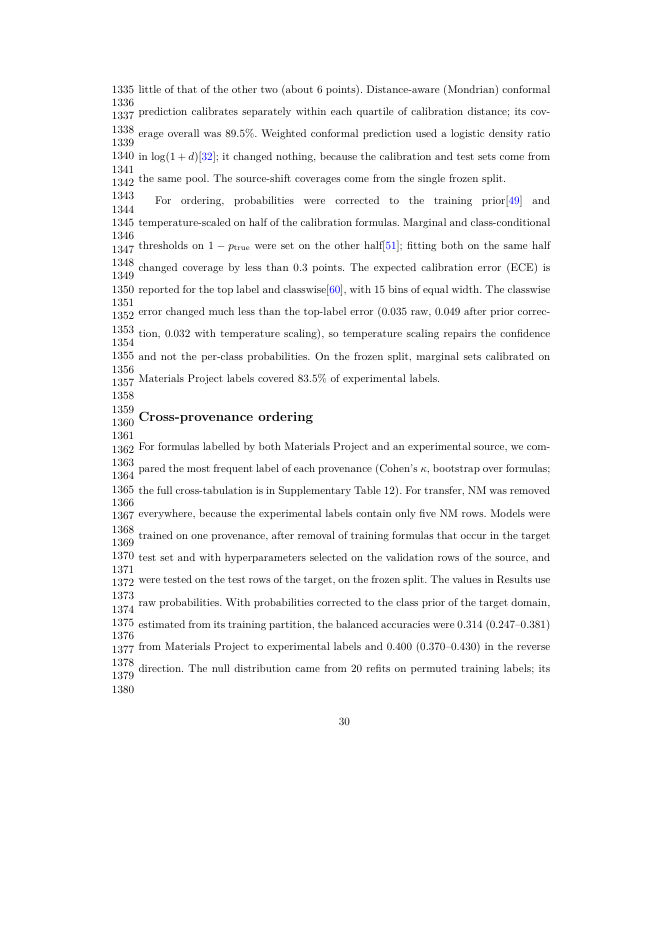 1335 little of that of the other two (about 6 points). Distance-aware (Mondrian) conformal
1336
1337 prediction calibrates separately within each quartile of calibration distance; its cov-
1338 erage overall was 89.5%. Weighted conformal prediction used a logistic density ratio
1339
1340 in log(1 + d)[32]; it changed nothing, because the calibration and test sets come from
1341
1342 the same pool. The source-shift coverages come from the single frozen split.
1343 For ordering, probabilities were corrected to the training prior[49] and
1344
1345 temperature-scaled on half of the calibration formulas. Marginal and class-conditional
1346
1347 thresholds on 1 − p_true were set on the other half[51]; fitting both on the same half
1348 changed coverage by less than 0.3 points. The expected calibration error (ECE) is
1349
1350 reported for the top label and classwise[60], with 15 bins of equal width. The classwise
1351
1352 error changed much less than the top-label error (0.035 raw, 0.049 after prior correc-
1353 tion, 0.032 with temperature scaling), so temperature scaling repairs the confidence
1354
1355 and not the per-class probabilities. On the frozen split, marginal sets calibrated on
1356
1357 Materials Project labels covered 83.5% of experimental labels.
1358
1359
1360 Cross-provenance ordering
1361
1362 For formulas labelled by both Materials Project and an experimental source, we com-
1363
1364 pared the most frequent label of each provenance (Cohen's κ, bootstrap over formulas;
1365 the full cross-tabulation is in Supplementary Table 12). For transfer, NM was removed
1366
1367 everywhere, because the experimental labels contain only five NM rows. Models were
1368
1369 trained on one provenance, after removal of training formulas that occur in the target
1370 test set and with hyperparameters selected on the validation rows of the source, and
1371
1372 were tested on the test rows of the target, on the frozen split. The values in Results use
1373
1374 raw probabilities. With probabilities corrected to the class prior of the target domain,
1375 estimated from its training partition, the balanced accuracies were 0.314 (0.247–0.381)
1376
1377 from Materials Project to experimental labels and 0.400 (0.370–0.430) in the reverse
1378 direction. The null distribution came from 20 refits on permuted training labels; its
1379
1380
30